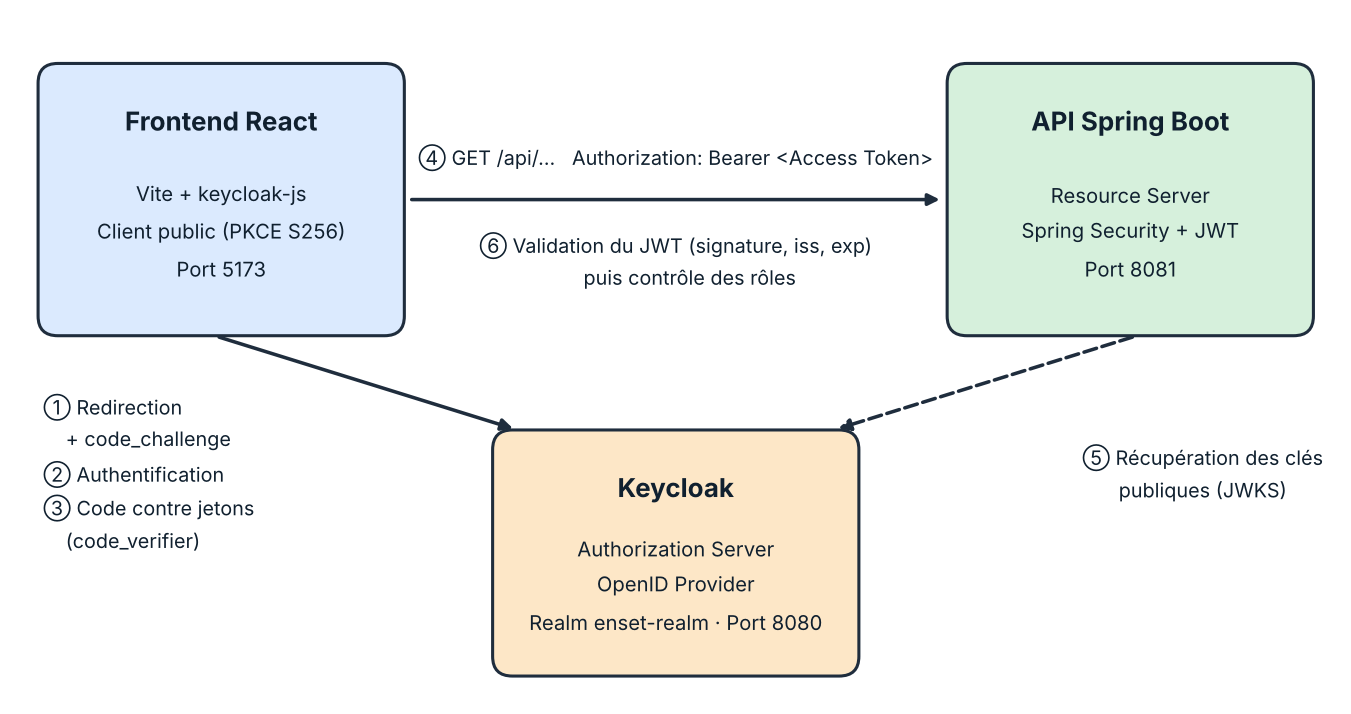 Frontend React
Vite + keycloak-js
Client public (PKCE S256)
Port 5173
④ GET /api/... Authorization: Bearer <Access Token>
⑥ Validation du JWT (signature, iss, exp)
puis contrôle des rôles
API Spring Boot
Resource Server
Spring Security + JWT
Port 8081
① Redirection
+ code_challenge
② Authentification
③ Code contre jetons
(code_verifier)
Keycloak
Authorization Server
OpenID Provider
Realm enset-realm · Port 8080
⑤ Récupération des clés
publiques (JWKS)